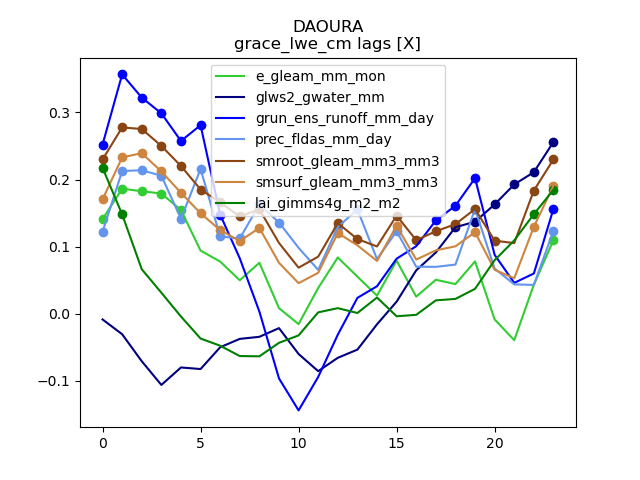 DAOURA
grace_lwe_cm lags [X]
e_gleam_mm_mon
glws2_gwater_mm
grun_ens_runoff_mm_day
prec_fldas_mm_day
smroot_gleam_mm3_mm3
smsurf_gleam_mm3_mm3
lai_gimms4g_m2_m2
0.3
0.2
0.1
0.0
−0.1
0 5 10 15 20